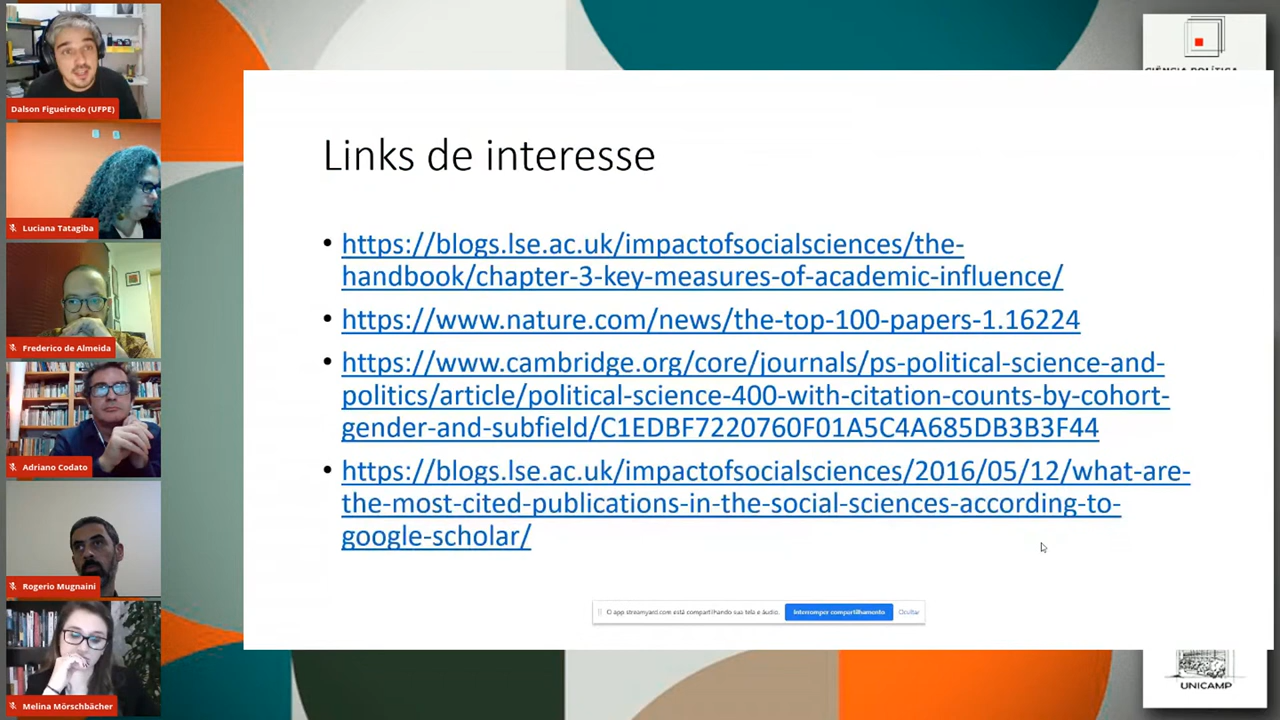 Dalson Figueiredo (UFPE)
Luciana Tatagiba
Frederico de Almeida
Adriano Codato
Rogerio Mugnaini
Melina Mörschbächer
CIÊNCIA POLÍTICA
Links de interesse
• https://blogs.lse.ac.uk/impactofsocialsciences/the-
handbook/chapter-3-key-measures-of-academic-influence/
• https://www.nature.com/news/the-top-100-papers-1.16224
• https://www.cambridge.org/core/journals/ps-political-science-and-
politics/article/political-science-400-with-citation-counts-by-cohort-
gender-and-subfield/C1EDBF7220760F01A5C4A685DB3B3F44
• https://blogs.lse.ac.uk/impactofsocialsciences/2016/05/12/what-are-
the-most-cited-publications-in-the-social-sciences-according-to-
google-scholar/
O app streamyard.com está compartilhando sua tela e áudio.
Interromper compartilhamento
Ocultar
UNICAMP